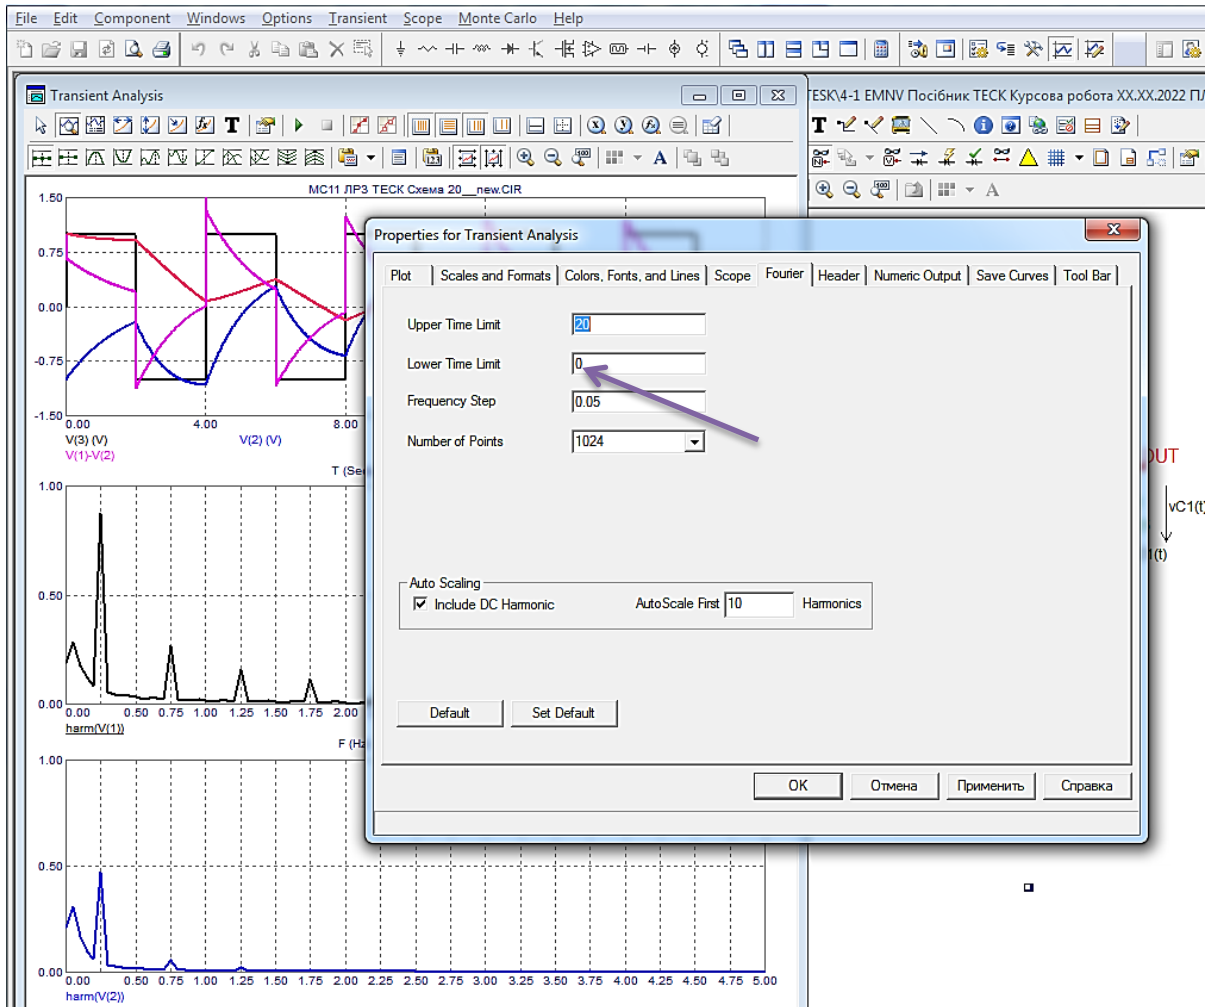 File Edit Component Windows Options Transient Scope Monte Carlo Help
Transient Analysis
TESK\4-1 EMNV Посібник ТЕСК Курсова робота ХХ.ХХ.2022 ПЛ
МС11 ЛР3 ТЕСК Схема 20__new.CIR
1.50
0.75
0.00
-0.75
-1.50
0.00 4.00 8.00
V(3) (V) V(2) (V)
V(1)-V(2)
T (Sec
1.00
0.50
0.00
0.00 0.50 0.75 1.00 1.25 1.50 1.75 2.00
harm(V(1))
F (Hz
1.00
0.50
0.00
0.00 0.50 0.75 1.00 1.25 1.50 1.75 2.00 2.25 2.50 2.75 3.00 3.25 3.50 3.75 4.00 4.25 4.50 4.75 5.00
harm(V(2))
Properties for Transient Analysis
Plot Scales and Formats Colors, Fonts, and Lines Scope Fourier Header Numeric Output Save Curves Tool Bar
Upper Time Limit 20
Lower Time Limit 0
Frequency Step 0.05
Number of Points 1024
Auto Scaling
Include DC Harmonic AutoScale First 10 Harmonics
Default Set Default
OK Отмена Применить Справка
OUT
vC1(t)
1(t)